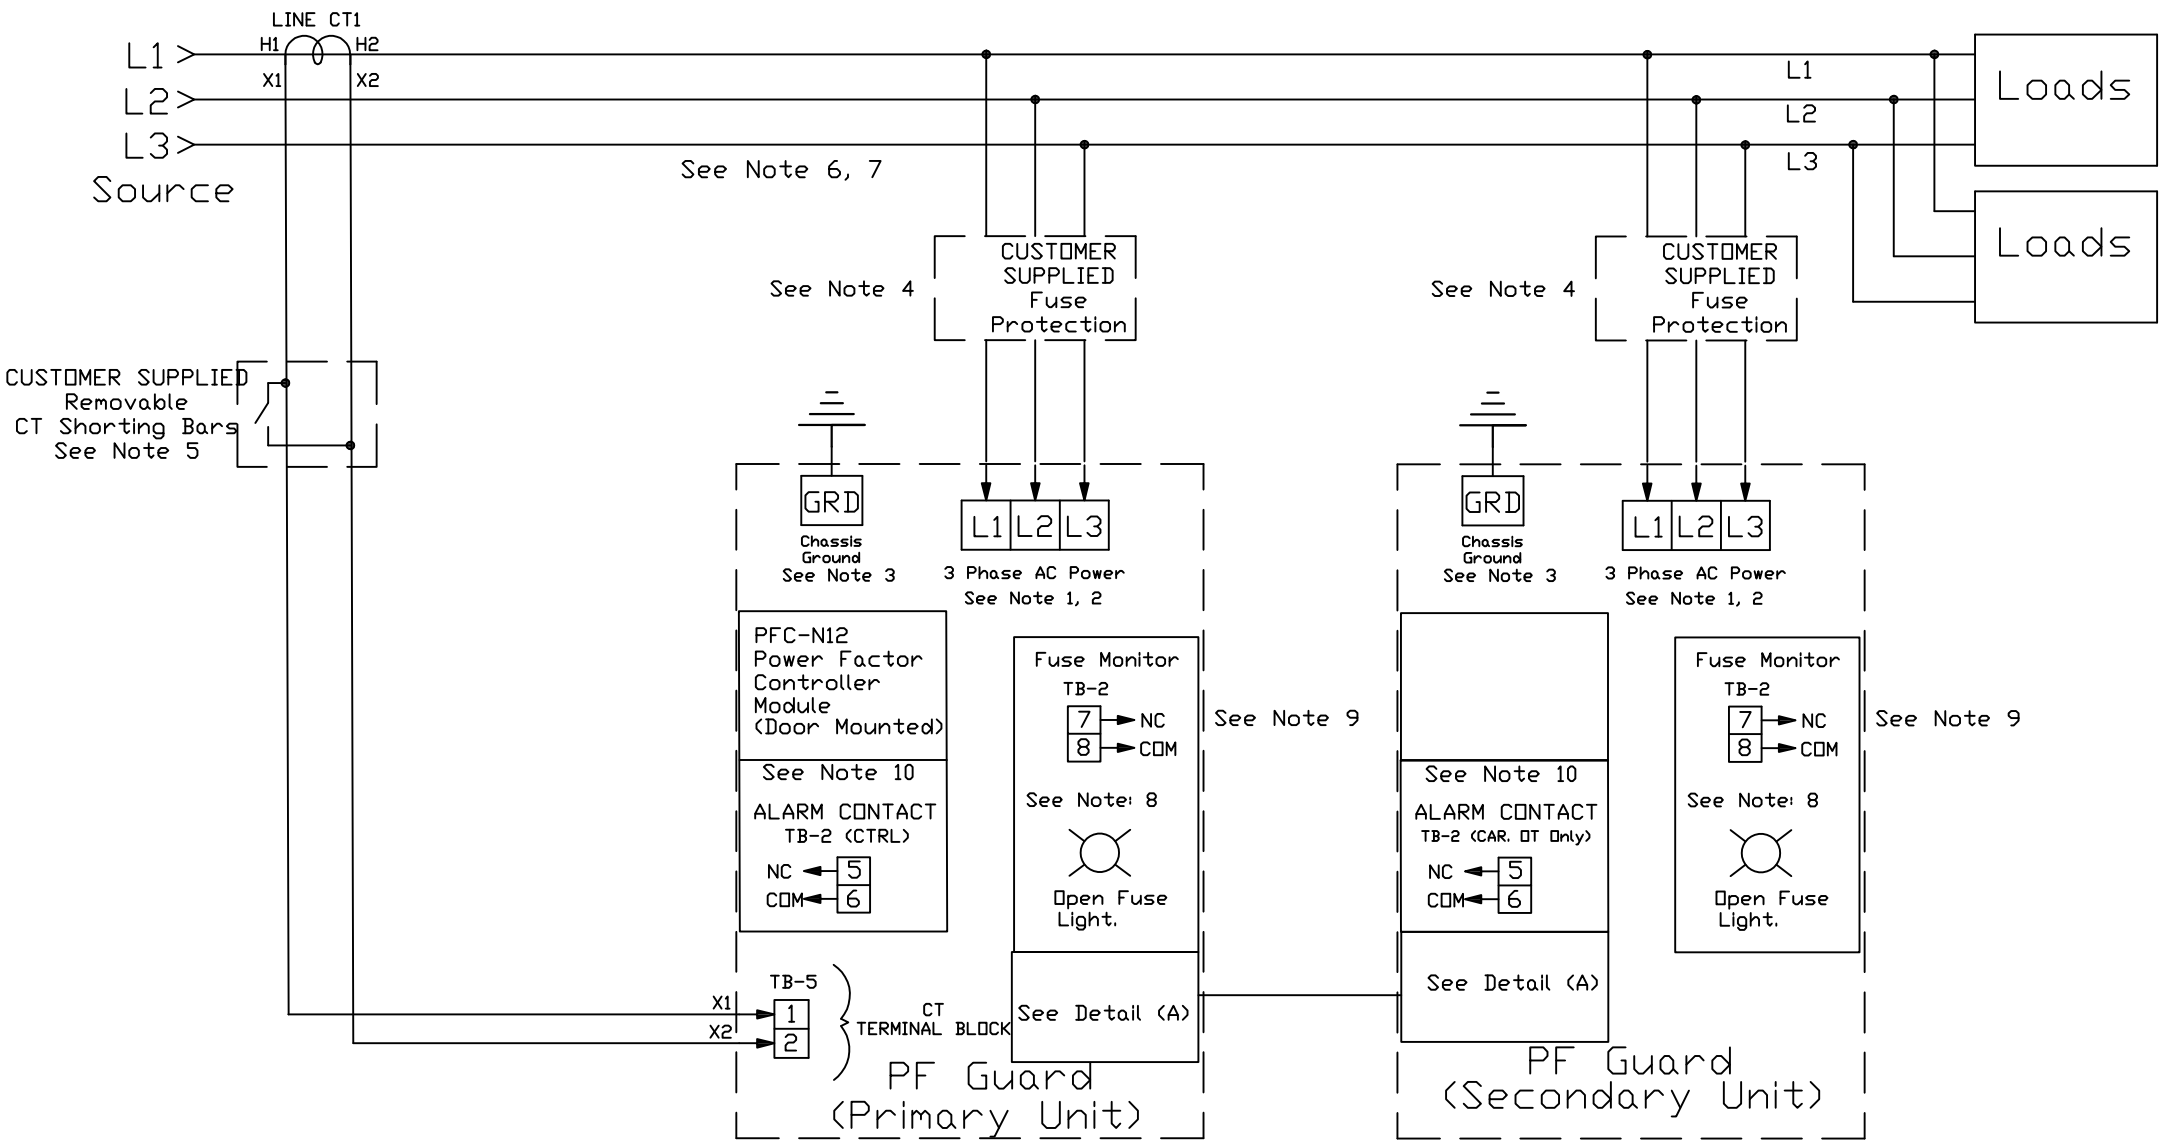 LINE CT1
H1
H2
L1
X1
X2
L2
L3
Source
See Note 6, 7
L1
L2
L3
Loads
Loads
CUSTOMER
SUPPLIED
Fuse
Protection
See Note 4
CUSTOMER
SUPPLIED
Fuse
Protection
See Note 4
CUSTOMER SUPPLIED
Removable
CT Shorting Bars
See Note 5
GRD
Chassis
Ground
See Note 3
L1 L2 L3
3 Phase AC Power
See Note 1, 2
PFC-N12
Power Factor
Controller
Module
(Door Mounted)
See Note 10
ALARM CONTACT
TB-2 (CTRL)
NC 5
COM 6
Fuse Monitor
TB-2
7 NC
8 COM
See Note: 8
Open Fuse
Light.
See Note 9
TB-5
X1 1
X2 2
CT
TERMINAL BLOCK
See Detail (A)
PF Guard
(Primary Unit)
GRD
Chassis
Ground
See Note 3
L1 L2 L3
3 Phase AC Power
See Note 1, 2
See Note 10
ALARM CONTACT
TB-2 (CAR. OT Only)
NC 5
COM 6
Fuse Monitor
TB-2
7 NC
8 COM
See Note: 8
Open Fuse
Light.
See Note 9
See Detail (A)
PF Guard
(Secondary Unit)